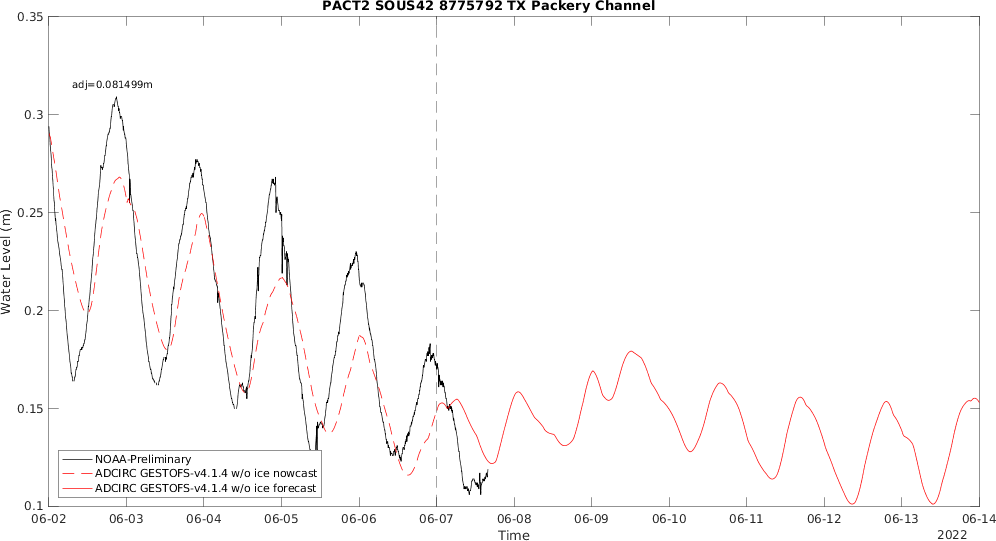 PACT2 SOUS42 8775792 TX Packery Channel
0.35
adj=0.081499m
0.3
0.25
Water Level (m)
0.2
0.15
NOAA-Preliminary
ADCIRC GESTOFS-v4.1.4 w/o ice nowcast
ADCIRC GESTOFS-v4.1.4 w/o ice forecast
0.1
06-02 06-03 06-04 06-05 06-06 06-07 06-08 06-09 06-10 06-11 06-12 06-13 06-14
Time
2022